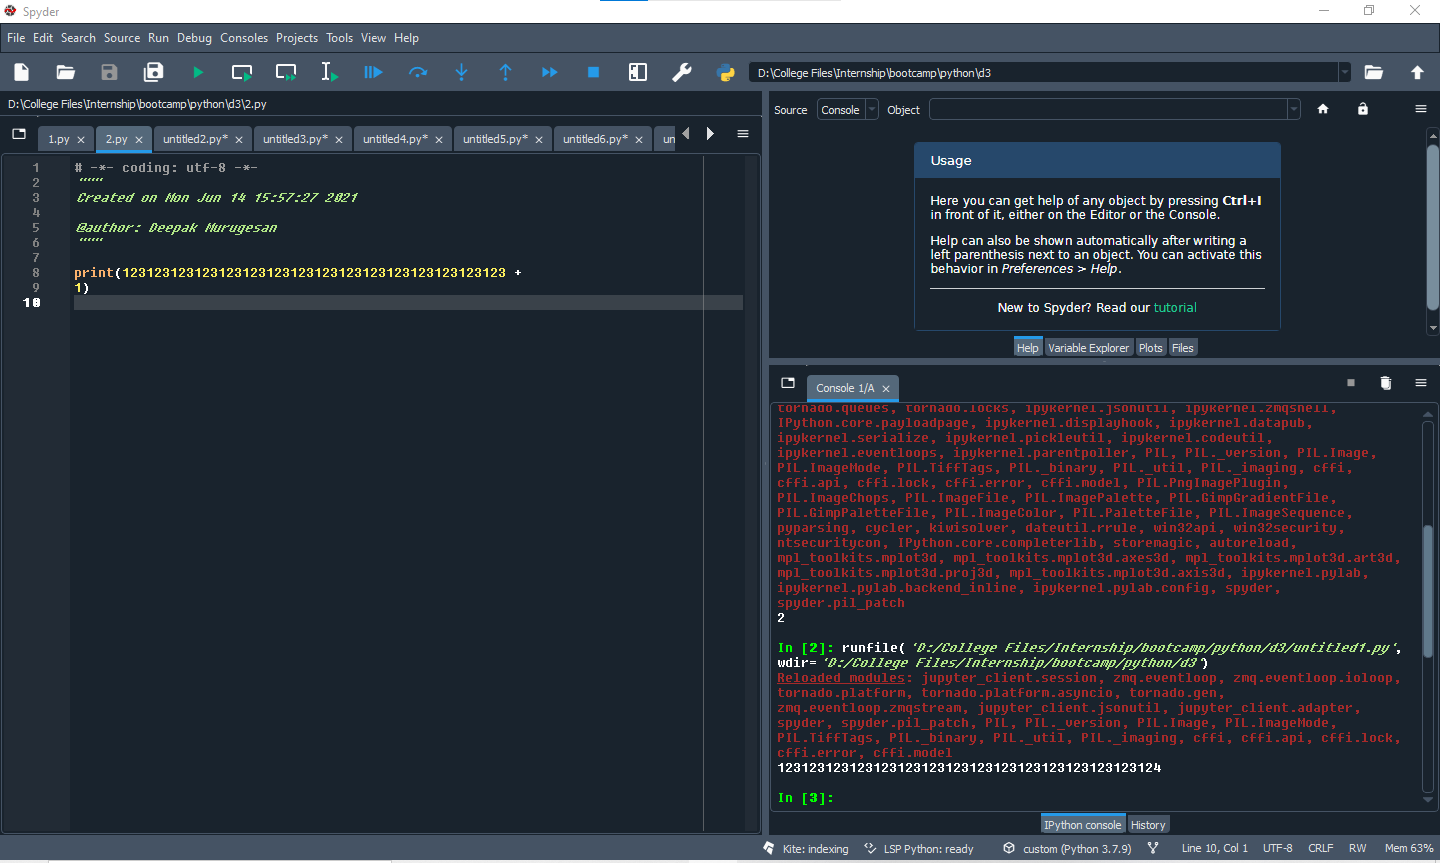 Spyder
File Edit Search Source Run Debug Consoles Projects Tools View Help
D:\College Files\Internship\bootcamp\python\d3
D:\College Files\Internship\bootcamp\python\d3\2.py
1.py 2.py untitled2.py* untitled3.py* untitled4.py* untitled5.py* untitled6.py* un
1 # -*- coding: utf-8 -*-
2 """
3 Created on Mon Jun 14 15:57:27 2021
4
5 @author: Deepak Murugesan
6 """
7
8 print(123123123123123123123123123123123123123123123123 +
9 1)
10
Source Console Object
Usage
Here you can get help of any object by pressing Ctrl+I
in front of it, either on the Editor or the Console.
Help can also be shown automatically after writing a
left parenthesis next to an object. You can activate this
behavior in Preferences > Help.
New to Spyder? Read our tutorial
Help Variable Explorer Plots Files
Console 1/A
tornado.queues, tornado.locks, ipykernel.jsonutil, ipykernel.zmqshell,
IPython.core.payloadpage, ipykernel.displayhook, ipykernel.datapub,
ipykernel.serialize, ipykernel.pickleutil, ipykernel.codeutil,
ipykernel.eventloops, ipykernel.parentpoller, PIL, PIL._version, PIL.Image,
PIL.ImageMode, PIL.TiffTags, PIL._binary, PIL._util, PIL._imaging, cffi,
cffi.api, cffi.lock, cffi.error, cffi.model, PIL.PngImagePlugin,
PIL.ImageChops, PIL.ImageFile, PIL.ImagePalette, PIL.GimpGradientFile,
PIL.GimpPaletteFile, PIL.ImageColor, PIL.PaletteFile, PIL.ImageSequence,
pyparsing, cycler, kiwisolver, dateutil.rrule, win32api, win32security,
ntsecuritycon, IPython.core.completerlib, storemagic, autoreload,
mpl_toolkits.mplot3d, mpl_toolkits.mplot3d.axes3d, mpl_toolkits.mplot3d.art3d,
mpl_toolkits.mplot3d.proj3d, mpl_toolkits.mplot3d.axis3d, ipykernel.pylab,
ipykernel.pylab.backend_inline, ipykernel.pylab.config, spyder,
spyder.pil_patch
2
In [2]: runfile('D:/College Files/Internship/bootcamp/python/d3/untitled1.py',
wdir='D:/College Files/Internship/bootcamp/python/d3')
Reloaded modules: jupyter_client.session, zmq.eventloop, zmq.eventloop.ioloop,
tornado.platform, tornado.platform.asyncio, tornado.gen,
zmq.eventloop.zmqstream, jupyter_client.jsonutil, jupyter_client.adapter,
spyder, spyder.pil_patch, PIL, PIL._version, PIL.Image, PIL.ImageMode,
PIL.TiffTags, PIL._binary, PIL._util, PIL._imaging, cffi, cffi.api, cffi.lock,
cffi.error, cffi.model
123123123123123123123123123123123123123123123124
In [3]:
IPython console History
Kite: indexing LSP Python: ready custom (Python 3.7.9) Line 10, Col 1 UTF-8 CRLF RW Mem 63%